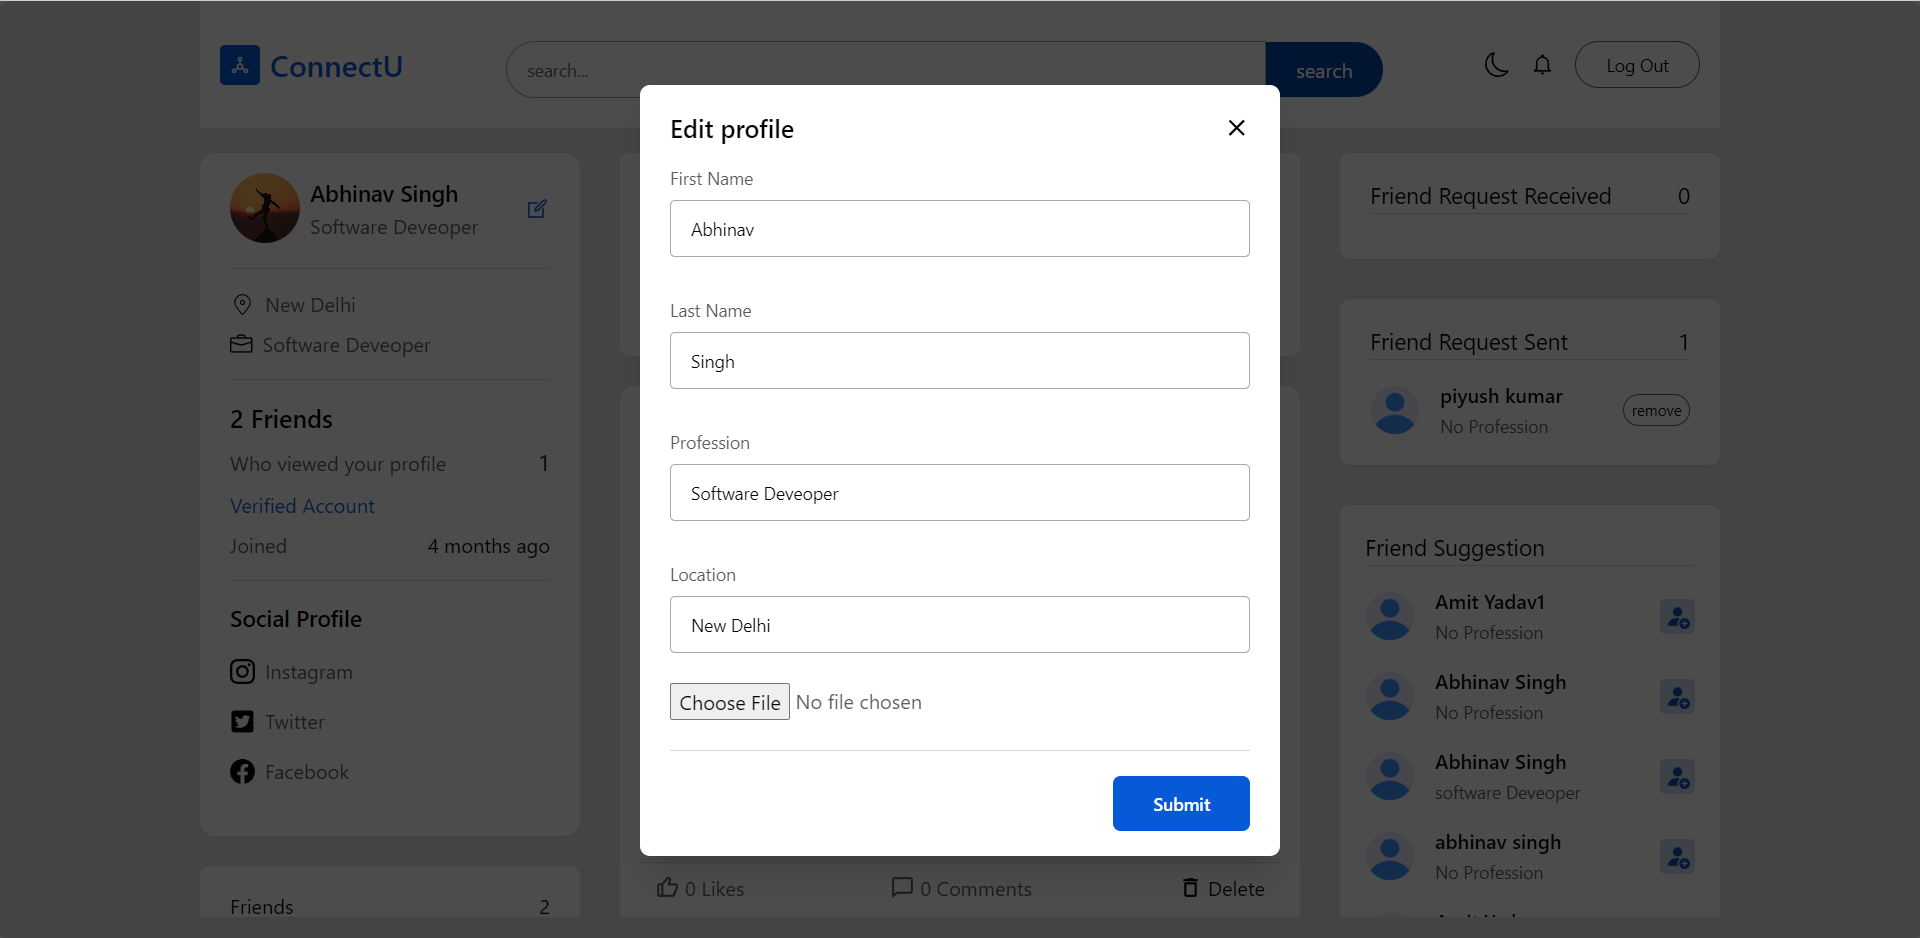 ConnectU
search...
search
Log Out
Abhinav Singh
Software Deveoper
New Delhi
Software Deveoper
2 Friends
Who viewed your profile 1
Verified Account
Joined 4 months ago
Social Profile
Instagram
Twitter
Facebook
Friends 2
Edit profile
First Name
Abhinav
Last Name
Singh
Profession
Software Deveoper
Location
New Delhi
Choose File No file chosen
Submit
0 Likes 0 Comments Delete
Friend Request Received 0
Friend Request Sent 1
piyush kumar
No Profession
remove
Friend Suggestion
Amit Yadav1
No Profession
Abhinav Singh
No Profession
Abhinav Singh
software Deveoper
abhinav singh
No Profession